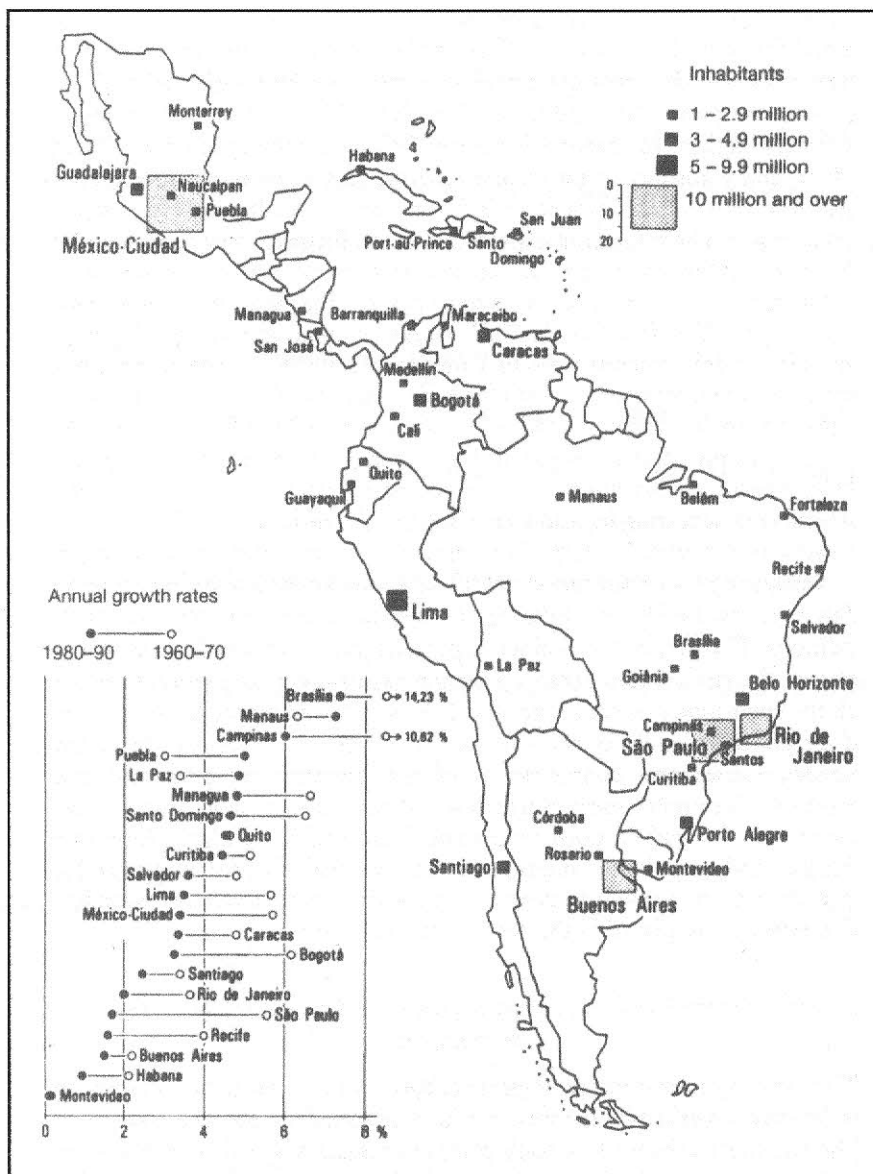 Inhabitants
1 – 2.9 million
3 – 4.9 million
5 – 9.9 million
0
10
20
10 million and over
Monterrey
Habana
Guadalajara
Naucalpan
Puebla
México-Ciudad
San Juan
Port-au-Prince
Santo
Domingo
Managua
Barranquilla
Maracaibo
San José
Caracas
Medellín
Bogotá
Cali
Quito
Guayaquil
Manaus
Belém
Fortaleza
Recife
Lima
Salvador
La Paz
Brasília
Goiânia
Belo Horizonte
Campinas
São Paulo
Rio de
Janeiro
Santos
Curitiba
Córdoba
Porto Alegre
Rosario
Santiago
Montevideo
Buenos Aires
Annual growth rates
1980–90 1960–70
Brasília 14,23 %
Manaus
Campinas 10,62 %
Puebla
La Paz
Managua
Santo Domingo
Quito
Curitiba
Salvador
Lima
México-Ciudad
Caracas
Bogotá
Santiago
Rio de Janeiro
São Paulo
Recife
Buenos Aires
Habana
Montevideo
0 2 4 6 8 %